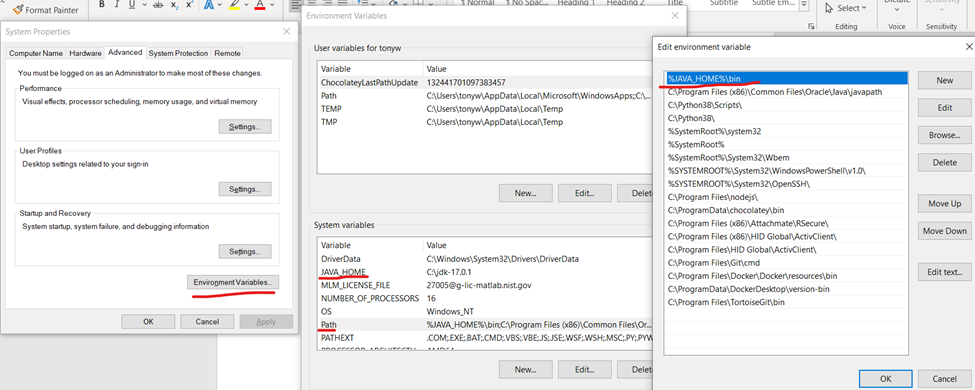 Format Painter
B I U ab x₂ x² A A
1 Normal
1 No Spac...
Heading 1
Heading 2
Title
Subtitle
Subtle Em...
Select
Editing
Dictate
Voice
Sensitivity
Sensitivity
System Properties
Computer Name Hardware Advanced System Protection Remote
You must be logged on as an Administrator to make most of these changes.
Performance
Visual effects, processor scheduling, memory usage, and virtual memory
Settings...
User Profiles
Desktop settings related to your sign-in
Settings...
Startup and Recovery
System startup, system failure, and debugging information
Settings...
Environment Variables...
OK Cancel Apply
Environment Variables
User variables for tonyw
Variable Value
ChocolateyLastPathUpdate 132441701097383457
Path C:\Users\tonyw\AppData\Local\Microsoft\WindowsApps;C:\...
TEMP C:\Users\tonyw\AppData\Local\Temp
TMP C:\Users\tonyw\AppData\Local\Temp
New... Edit... Delete
System variables
Variable Value
DriverData C:\Windows\System32\Drivers\DriverData
JAVA_HOME C:\jdk-17.0.1
MLM_LICENSE_FILE 27005@g-lic-matlab.nist.gov
NUMBER_OF_PROCESSORS 16
OS Windows_NT
Path %JAVA_HOME%\bin;C:\Program Files (x86)\Common Files\Or...
PATHEXT .COM;.EXE;.BAT;.CMD;.VBS;.VBE;.JS;.JSE;.WSF;.WSH;.MSC;.PY;.PYW
PROCESSOR_ARCHITECTU AMD64
New... Edit... Delete
Edit environment variable
%JAVA_HOME%\bin
C:\Program Files (x86)\Common Files\Oracle\Java\javapath
C:\Python38\Scripts\
C:\Python38\
%SystemRoot%\system32
%SystemRoot%
%SystemRoot%\System32\Wbem
%SYSTEMROOT%\System32\WindowsPowerShell\v1.0\
%SYSTEMROOT%\System32\OpenSSH\
C:\Program Files\nodejs\
C:\ProgramData\chocolatey\bin
C:\Program Files (x86)\Attachmate\RSecure\
C:\Program Files (x86)\HID Global\ActivClient\
C:\Program Files\HID Global\ActivClient\
C:\Program Files\Git\cmd
C:\Program Files\Docker\Docker\resources\bin
C:\ProgramData\DockerDesktop\version-bin
C:\Program Files\TortoiseGit\bin
New
Edit
Browse...
Delete
Move Up
Move Down
Edit text...
OK Cancel